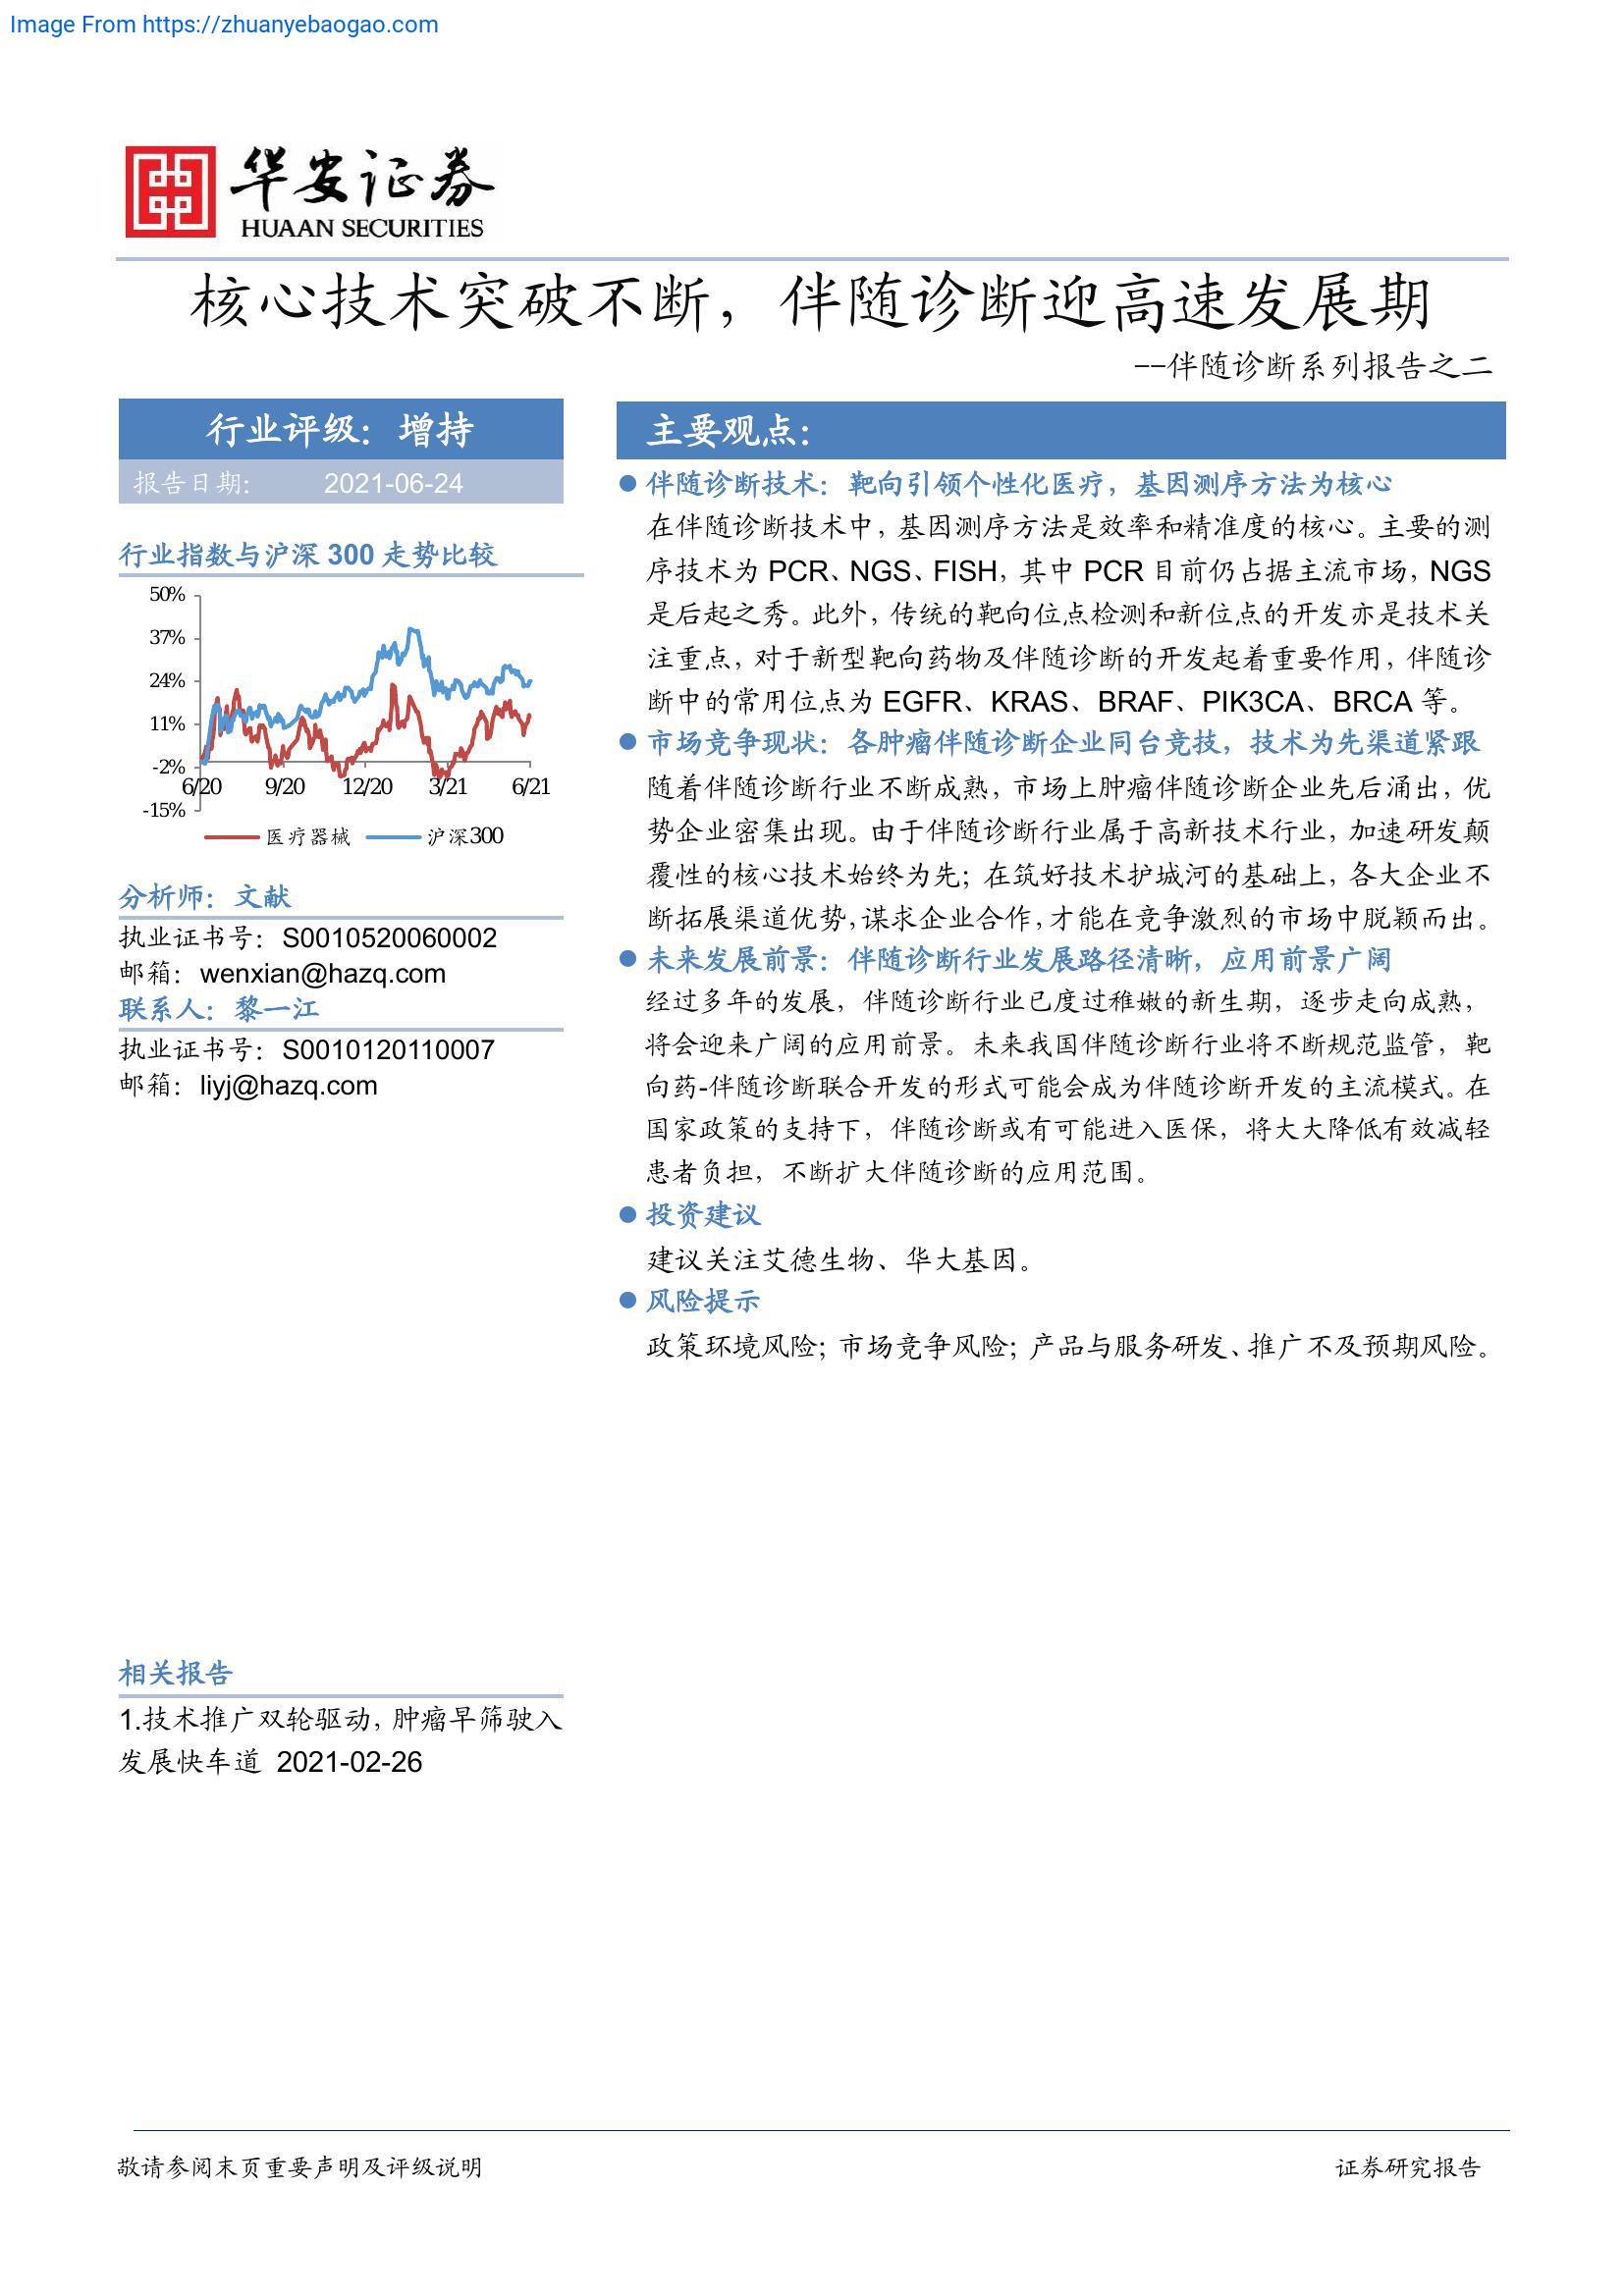 Image From https://zhuanyebaogao.com
华安证券
HUAAN SECURITIES
核心技术突破不断，伴随诊断迎高速发展期
--伴随诊断系列报告之二
行业评级：增持
报告日期： 2021-06-24
行业指数与沪深 300 走势比较
50%
37%
24%
11%
-2%
-15%
6/20 9/20 12/20 3/21 6/21
医疗器械 沪深300
分析师：文献
执业证书号：S0010520060002
邮箱：wenxian@hazq.com
联系人：黎一江
执业证书号：S0010120110007
邮箱：liyj@hazq.com
相关报告
1.技术推广双轮驱动，肿瘤早筛驶入
发展快车道 2021-02-26
主要观点：
● 伴随诊断技术：靶向引领个性化医疗，基因测序方法为核心
在伴随诊断技术中，基因测序方法是效率和精准度的核心。主要的测
序技术为 PCR、NGS、FISH，其中 PCR 目前仍占据主流市场，NGS
是后起之秀。此外，传统的靶向位点检测和新位点的开发亦是技术关
注重点，对于新型靶向药物及伴随诊断的开发起着重要作用，伴随诊
断中的常用位点为 EGFR、KRAS、BRAF、PIK3CA、BRCA 等。
● 市场竞争现状：各肿瘤伴随诊断企业同台竞技，技术为先渠道紧跟
随着伴随诊断行业不断成熟，市场上肿瘤伴随诊断企业先后涌出，优
势企业密集出现。由于伴随诊断行业属于高新技术行业，加速研发颠
覆性的核心技术始终为先；在筑好技术护城河的基础上，各大企业不
断拓展渠道优势，谋求企业合作，才能在竞争激烈的市场中脱颖而出。
● 未来发展前景：伴随诊断行业发展路径清晰，应用前景广阔
经过多年的发展，伴随诊断行业已度过稚嫩的新生期，逐步走向成熟，
将会迎来广阔的应用前景。未来我国伴随诊断行业将不断规范监管，靶
向药-伴随诊断联合开发的形式可能会成为伴随诊断开发的主流模式。在
国家政策的支持下，伴随诊断或有可能进入医保，将大大降低有效减轻
患者负担，不断扩大伴随诊断的应用范围。
● 投资建议
建议关注艾德生物、华大基因。
● 风险提示
政策环境风险；市场竞争风险；产品与服务研发、推广不及预期风险。
敬请参阅末页重要声明及评级说明 证券研究报告